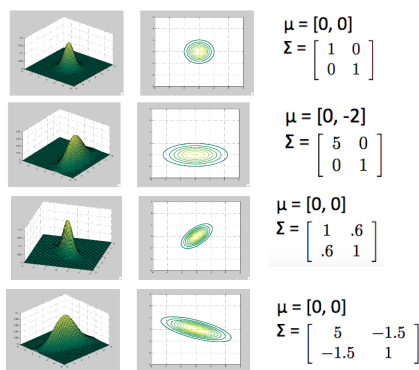 μ = [0, 0]
Σ = [ 1 0
0 1 ]
μ = [0, -2]
Σ = [ 5 0
0 1 ]
μ = [0, 0]
Σ = [ 1 .6
.6 1 ]
μ = [0, 0]
Σ = [ 5 −1.5
−1.5 1 ]